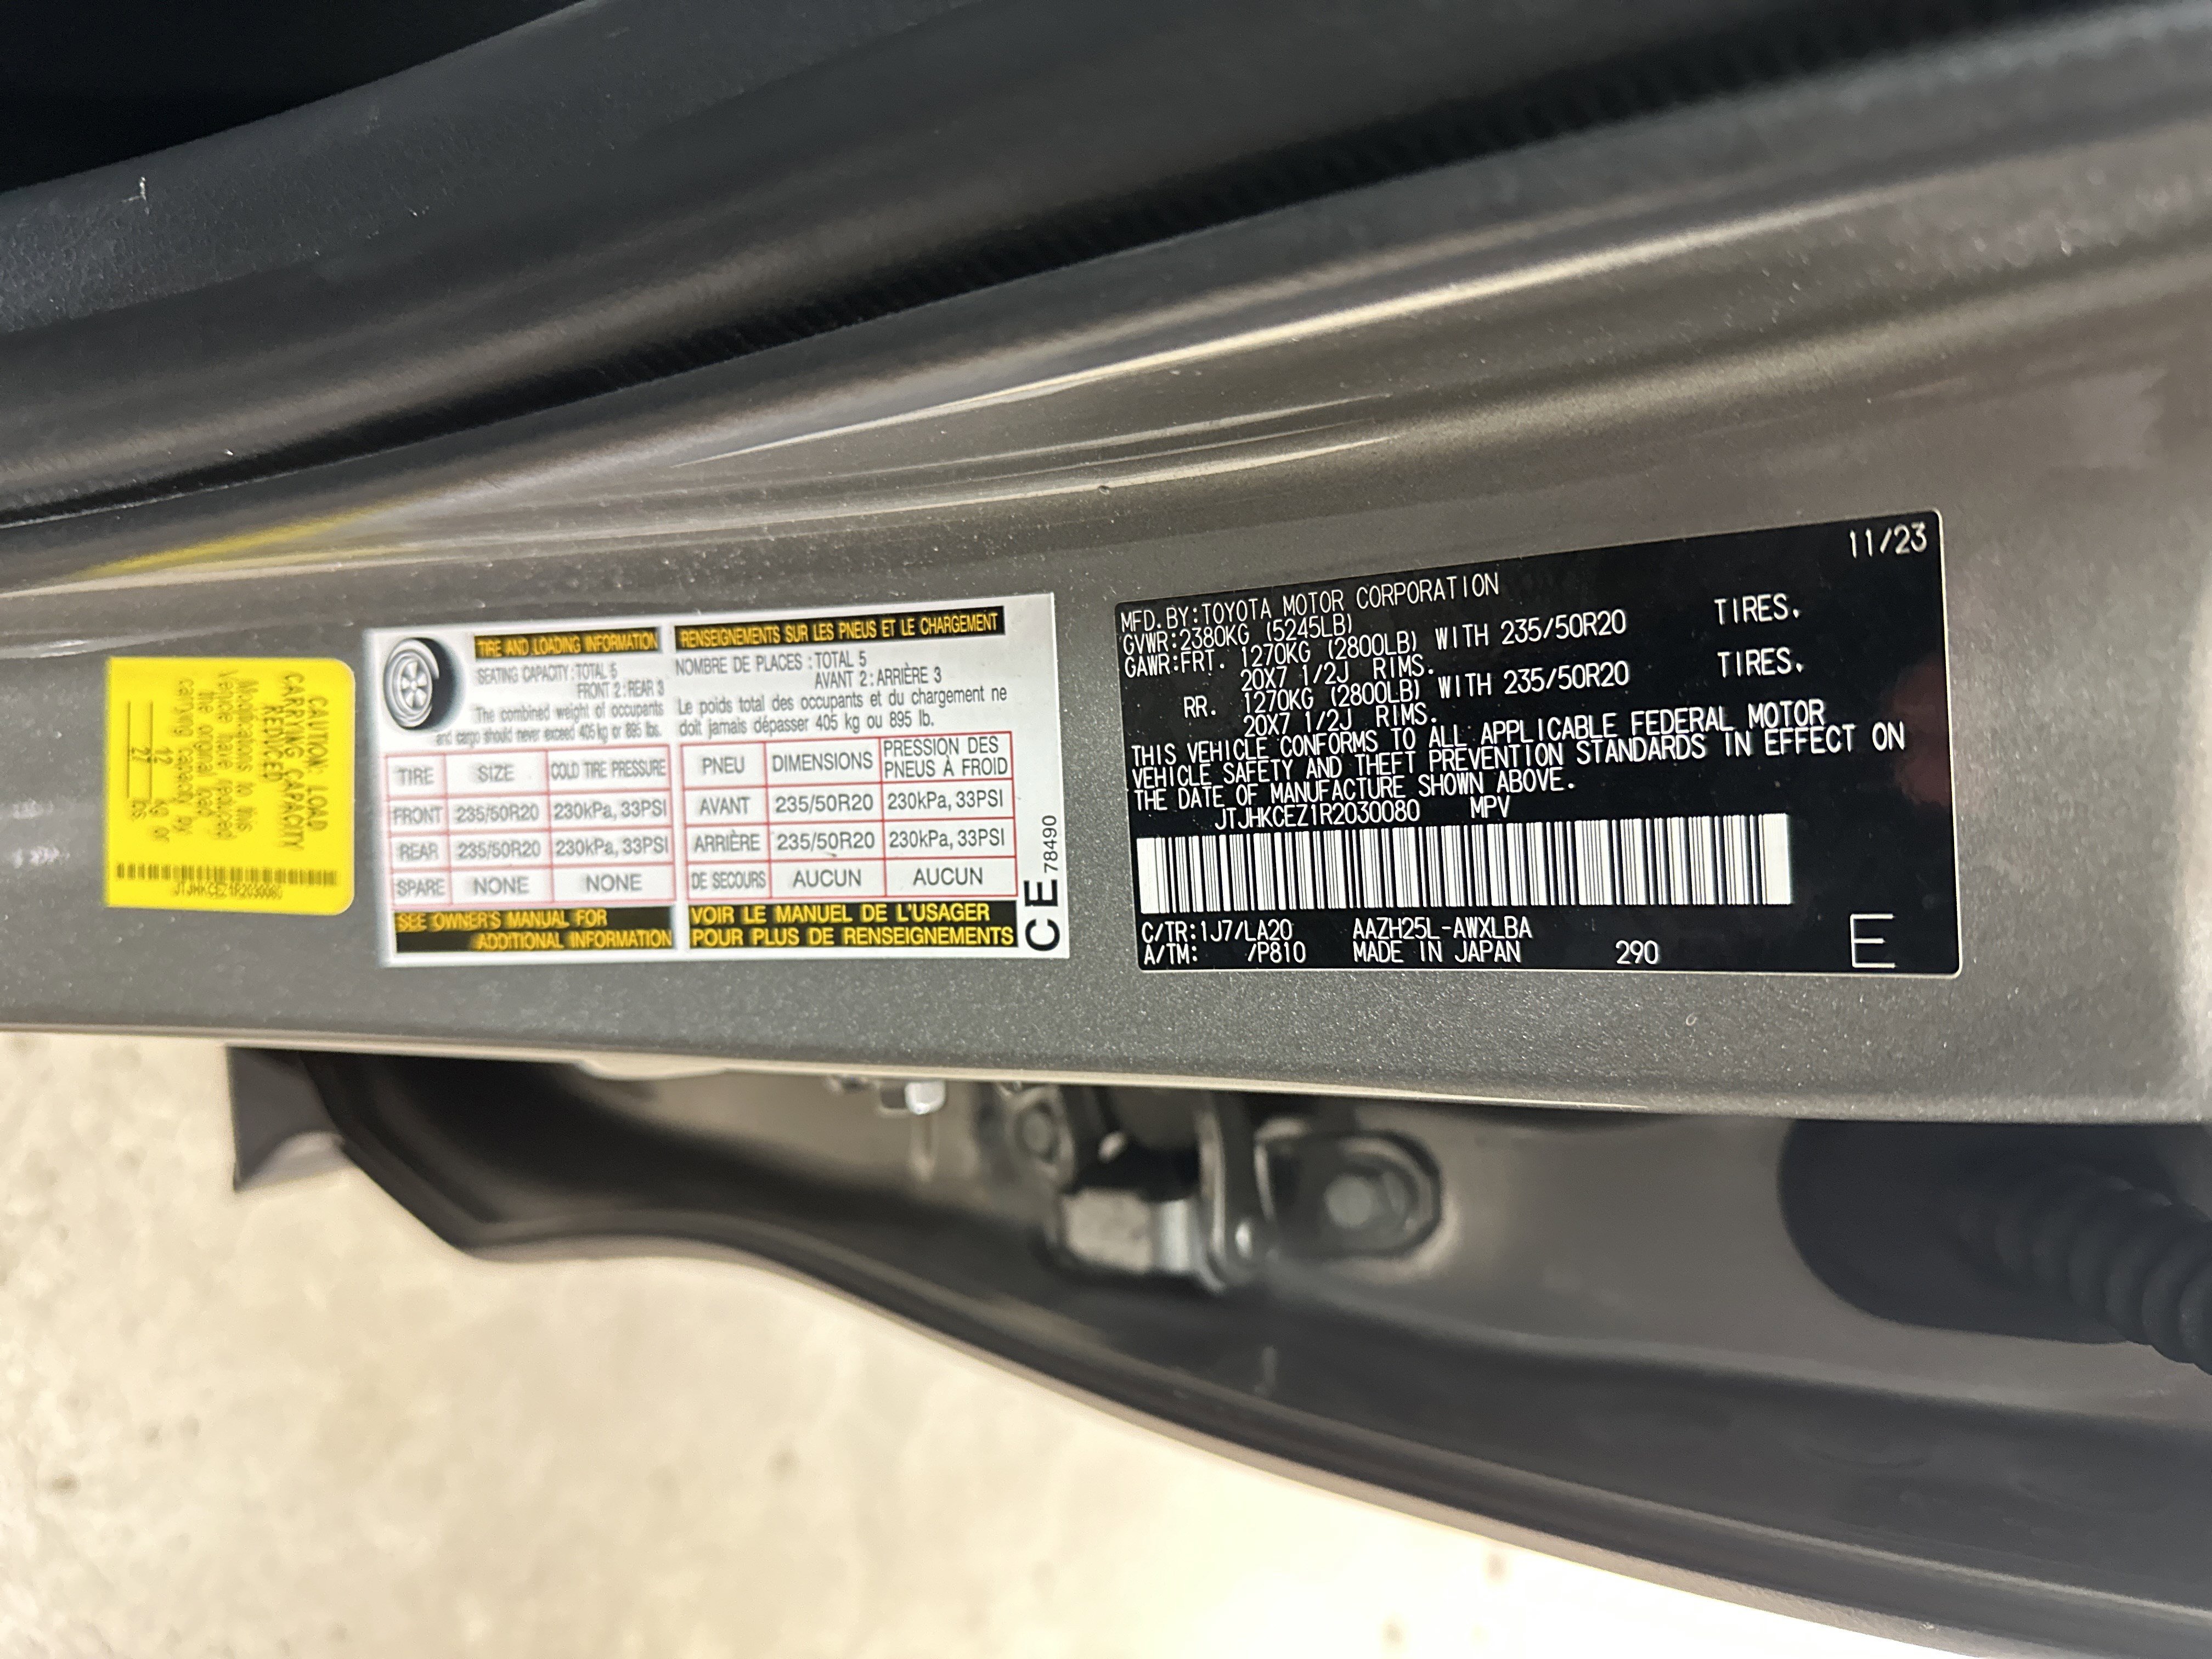 CAUTION: LOAD
CARRYING CAPACITY
REDUCED
Modifications to this
vehicle have reduced
the original load
carrying capacity by
12 kg or
27 lbs
JTJHKCEZ1R2030080
TIRE AND LOADING INFORMATION
SEATING CAPACITY : TOTAL 5
FRONT 2 : REAR 3
The combined weight of occupants
and cargo should never exceed 405 kg or 895 lbs.
TIRE SIZE COLD TIRE PRESSURE
FRONT 235/50R20 230kPa, 33PSI
REAR 235/50R20 230kPa, 33PSI
SPARE NONE NONE
SEE OWNER'S MANUAL FOR
ADDITIONAL INFORMATION
RENSEIGNEMENTS SUR LES PNEUS ET LE CHARGEMENT
NOMBRE DE PLACES : TOTAL 5
AVANT 2 : ARRIÈRE 3
Le poids total des occupants et du chargement ne
doit jamais dépasser 405 kg ou 895 lb.
PNEU DIMENSIONS PRESSION DES
PNEUS À FROID
AVANT 235/50R20 230kPa, 33PSI
ARRIÈRE 235/50R20 230kPa, 33PSI
DE SECOURS AUCUN AUCUN
VOIR LE MANUEL DE L'USAGER
POUR PLUS DE RENSEIGNEMENTS
CE 78490
11/23
MFD. BY:TOYOTA MOTOR CORPORATION
GVWR:2380KG (5245LB)
GAWR:FRT. 1270KG (2800LB) WITH 235/50R20 TIRES.
20X7 1/2J RIMS.
RR. 1270KG (2800LB) WITH 235/50R20 TIRES.
20X7 1/2J RIMS.
THIS VEHICLE CONFORMS TO ALL APPLICABLE FEDERAL MOTOR
VEHICLE SAFETY AND THEFT PREVENTION STANDARDS IN EFFECT ON
THE DATE OF MANUFACTURE SHOWN ABOVE.
JTJHKCEZ1R2030080 MPV
C/TR:1J7/LA20 AAZH25L-AWXLBA
A/TM: /P810 MADE IN JAPAN 290
E